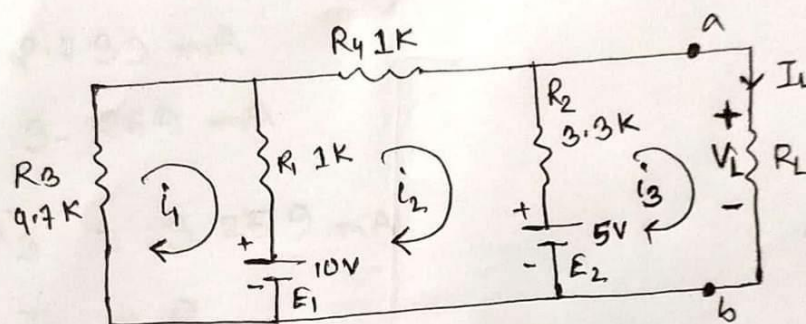 R4 1K
a
R2
3.3K
IL
+
VL
-
RL
R3
4.7K
i1
R1 1K
i2
i3
+
10V
-
E1
+
5V
-
E2
b